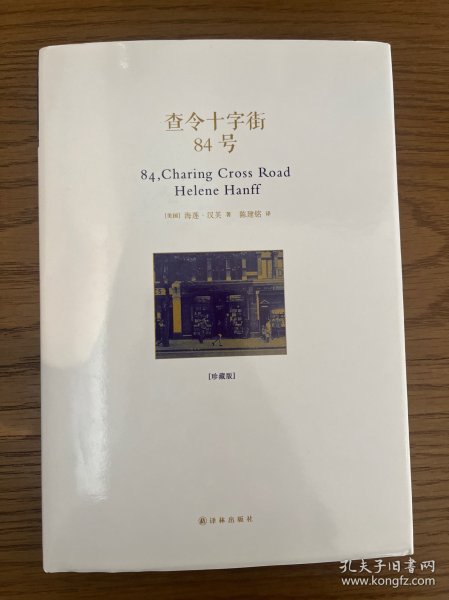 查令十字街
84号
84,Charing Cross Road
Helene Hanff
[美国] 海莲·汉芙 著 陈建铭 译
[珍藏版]
译林出版社
孔夫子旧书网
www.kongfz.com